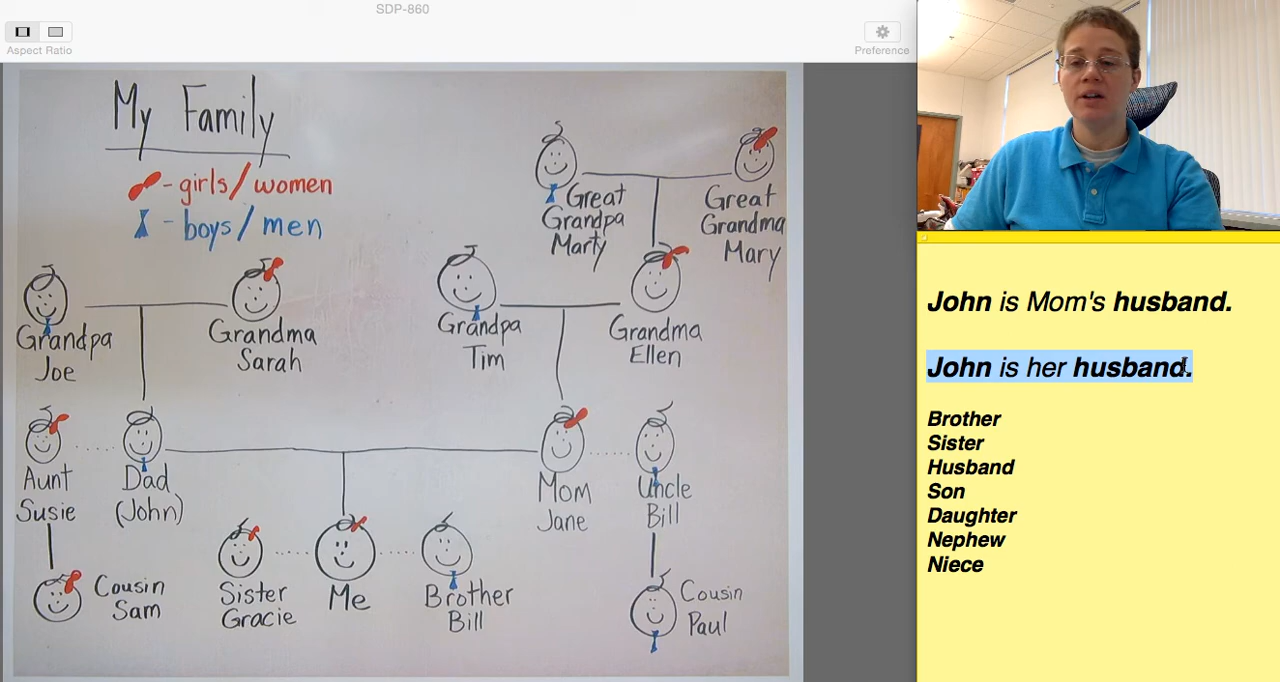 SDP-860
Aspect Ratio
Preference
My Family
- girls/women
- boys/men
Great
Grandpa
Marty
Great
Grandma
Mary
Grandpa
Joe
Grandma
Sarah
Grandpa
Tim
Grandma
Ellen
Aunt
Susie
Dad
(John)
Mom
Jane
Uncle
Bill
Cousin
Sam
Sister
Gracie
Me
Brother
Bill
Cousin
Paul
John is Mom's husband.
John is her husband.
Brother
Sister
Husband
Son
Daughter
Nephew
Niece